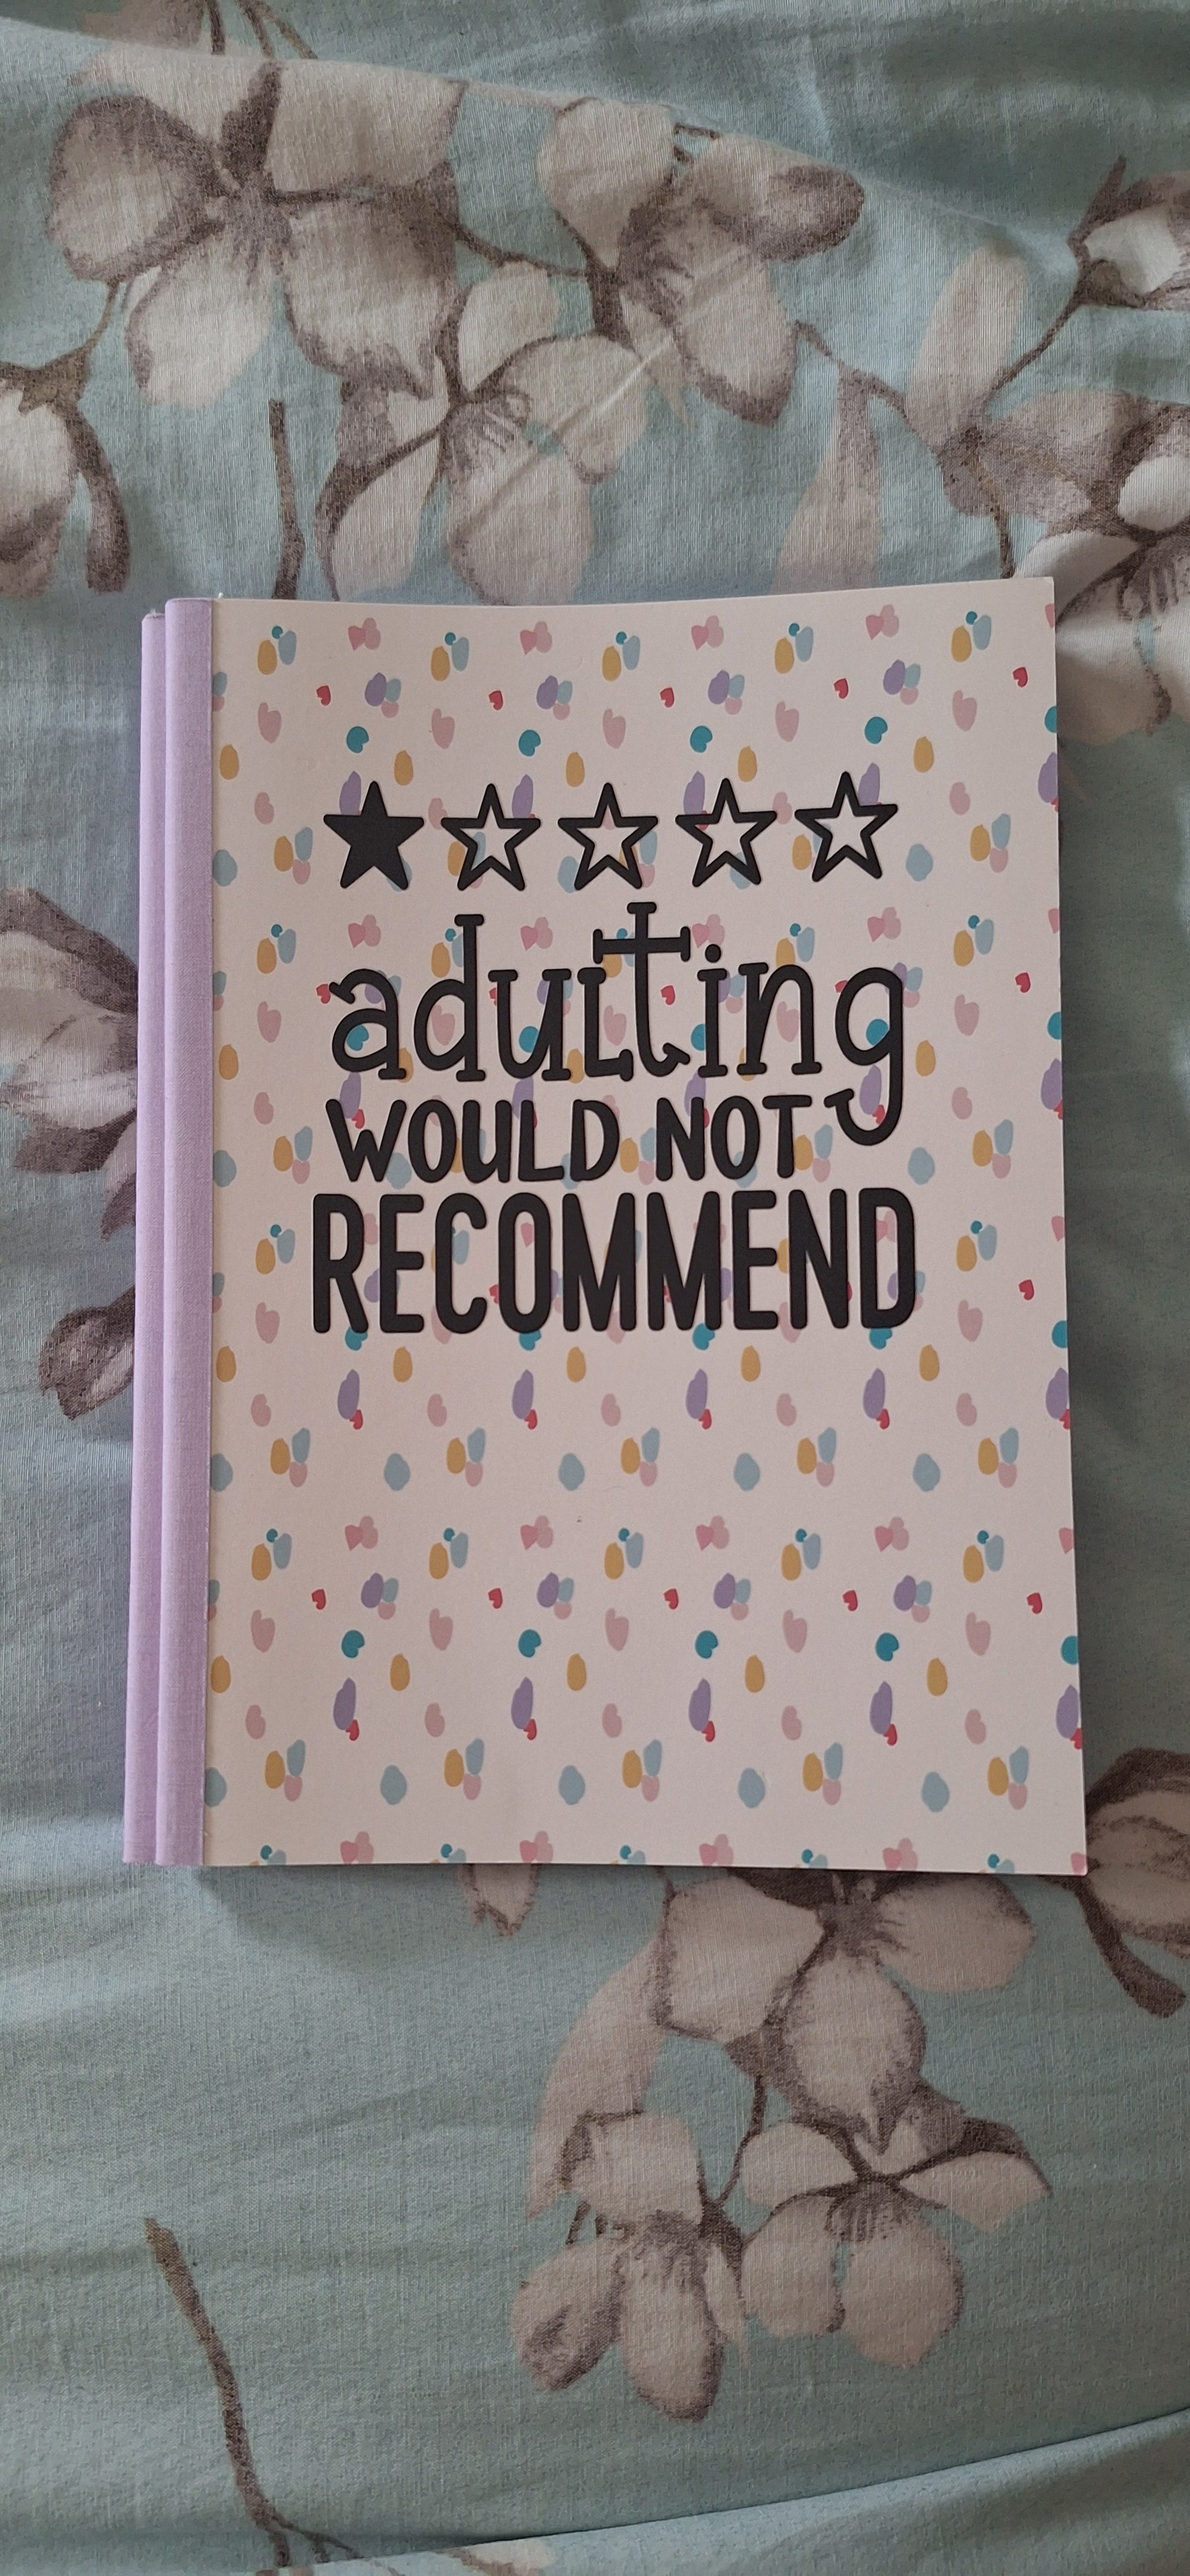 adulting
WOULD NOT
RECOMMEND